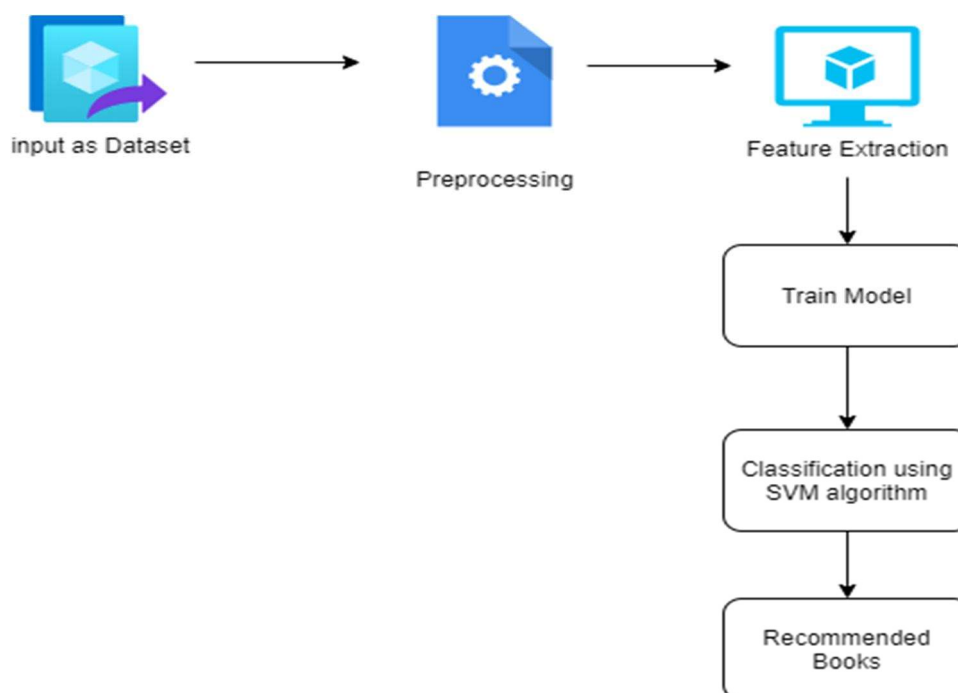 input as Dataset
Preprocessing
Feature Extraction
Train Model
Classification using
SVM algorithm
Recommended
Books